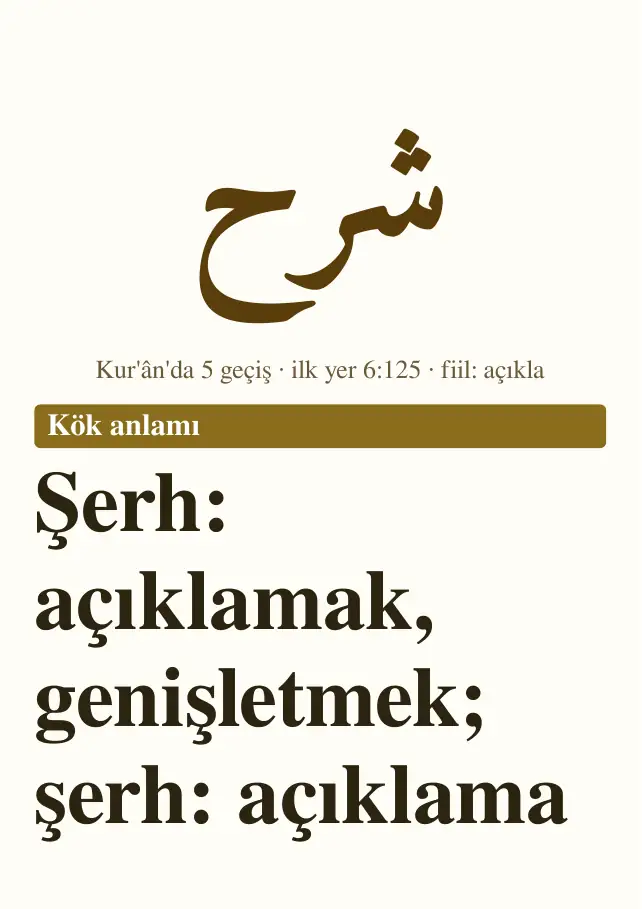 شرح
Kur'ân'da 5 geçiş · ilk yer 6:125 · fiil: açıkla
Kök anlamı
Şerh:
açıklamak,
genişletmek;
şerh: açıklama